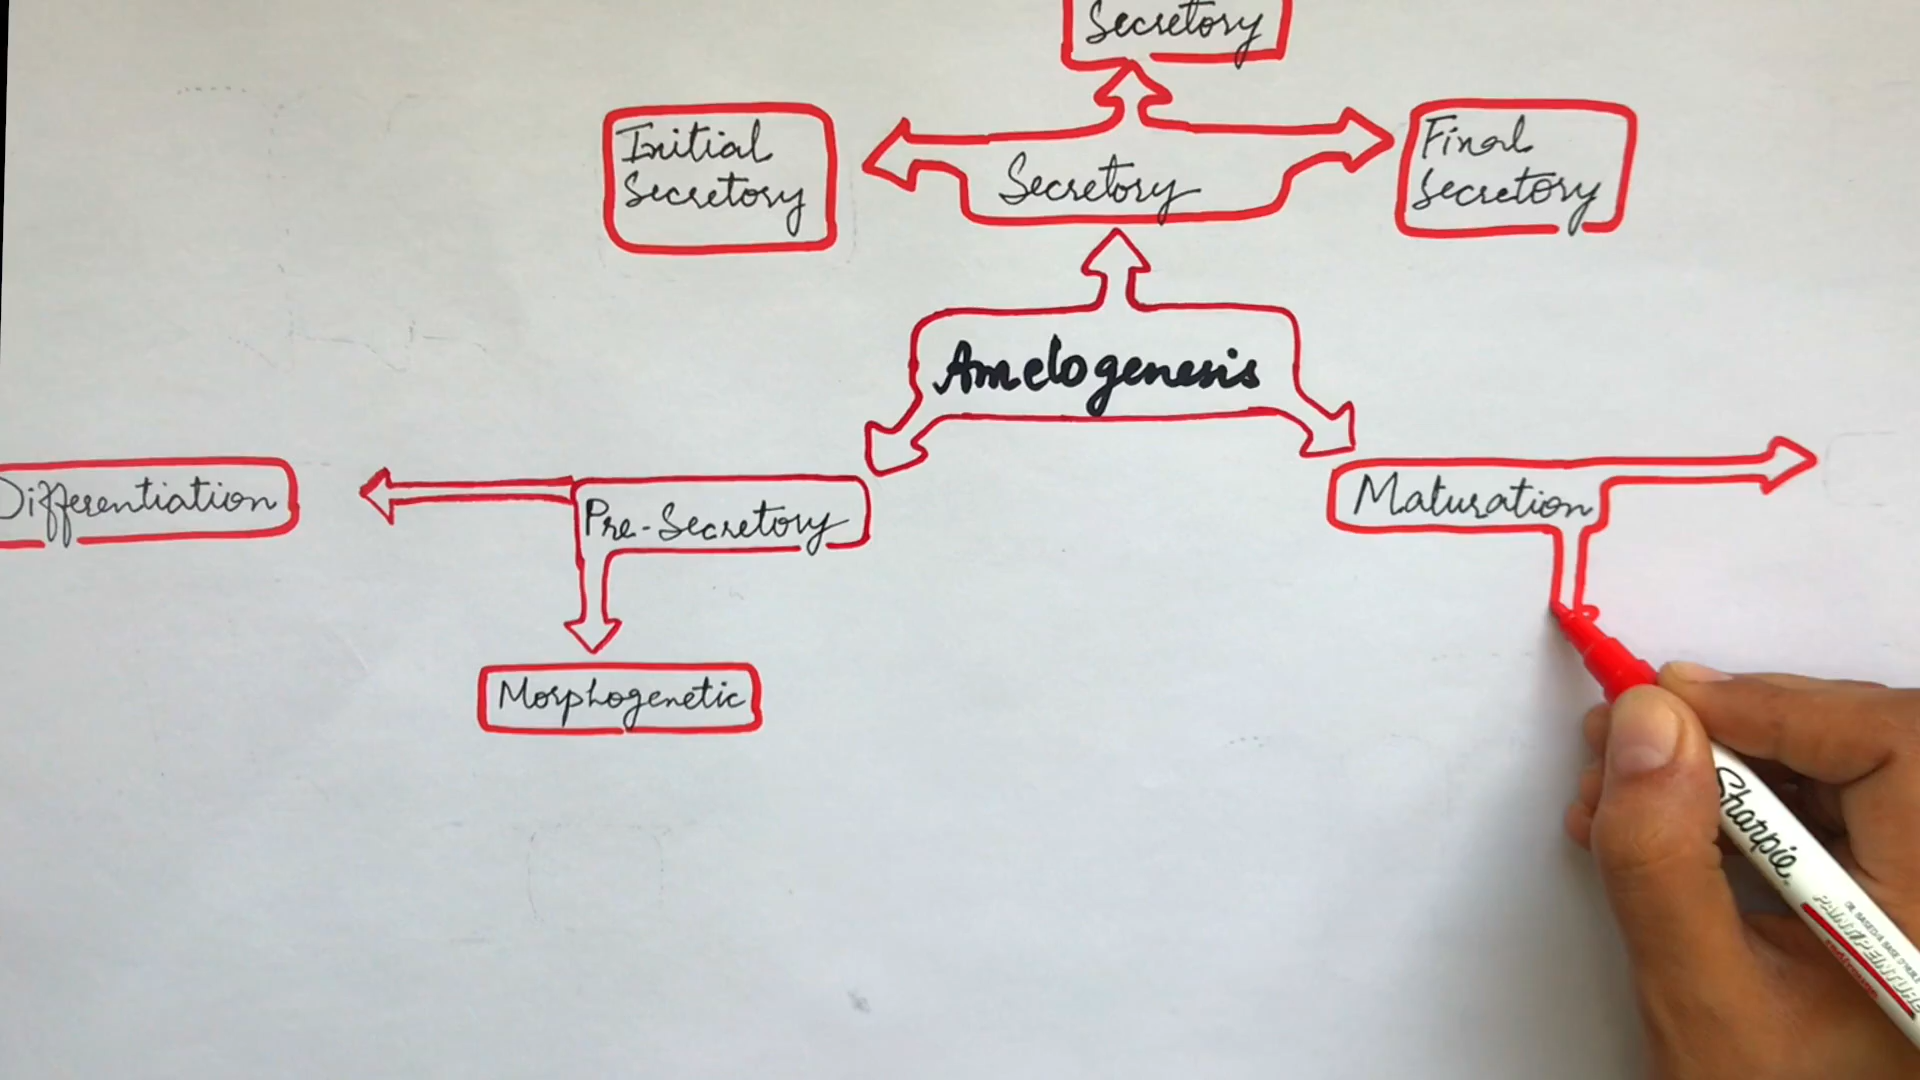 Secretory
Initial
Secretory
Secretory
Final
Secretory
Amelogenesis
Differentiation
Pre-Secretory
Maturation
Morphogenetic
Sharpie.